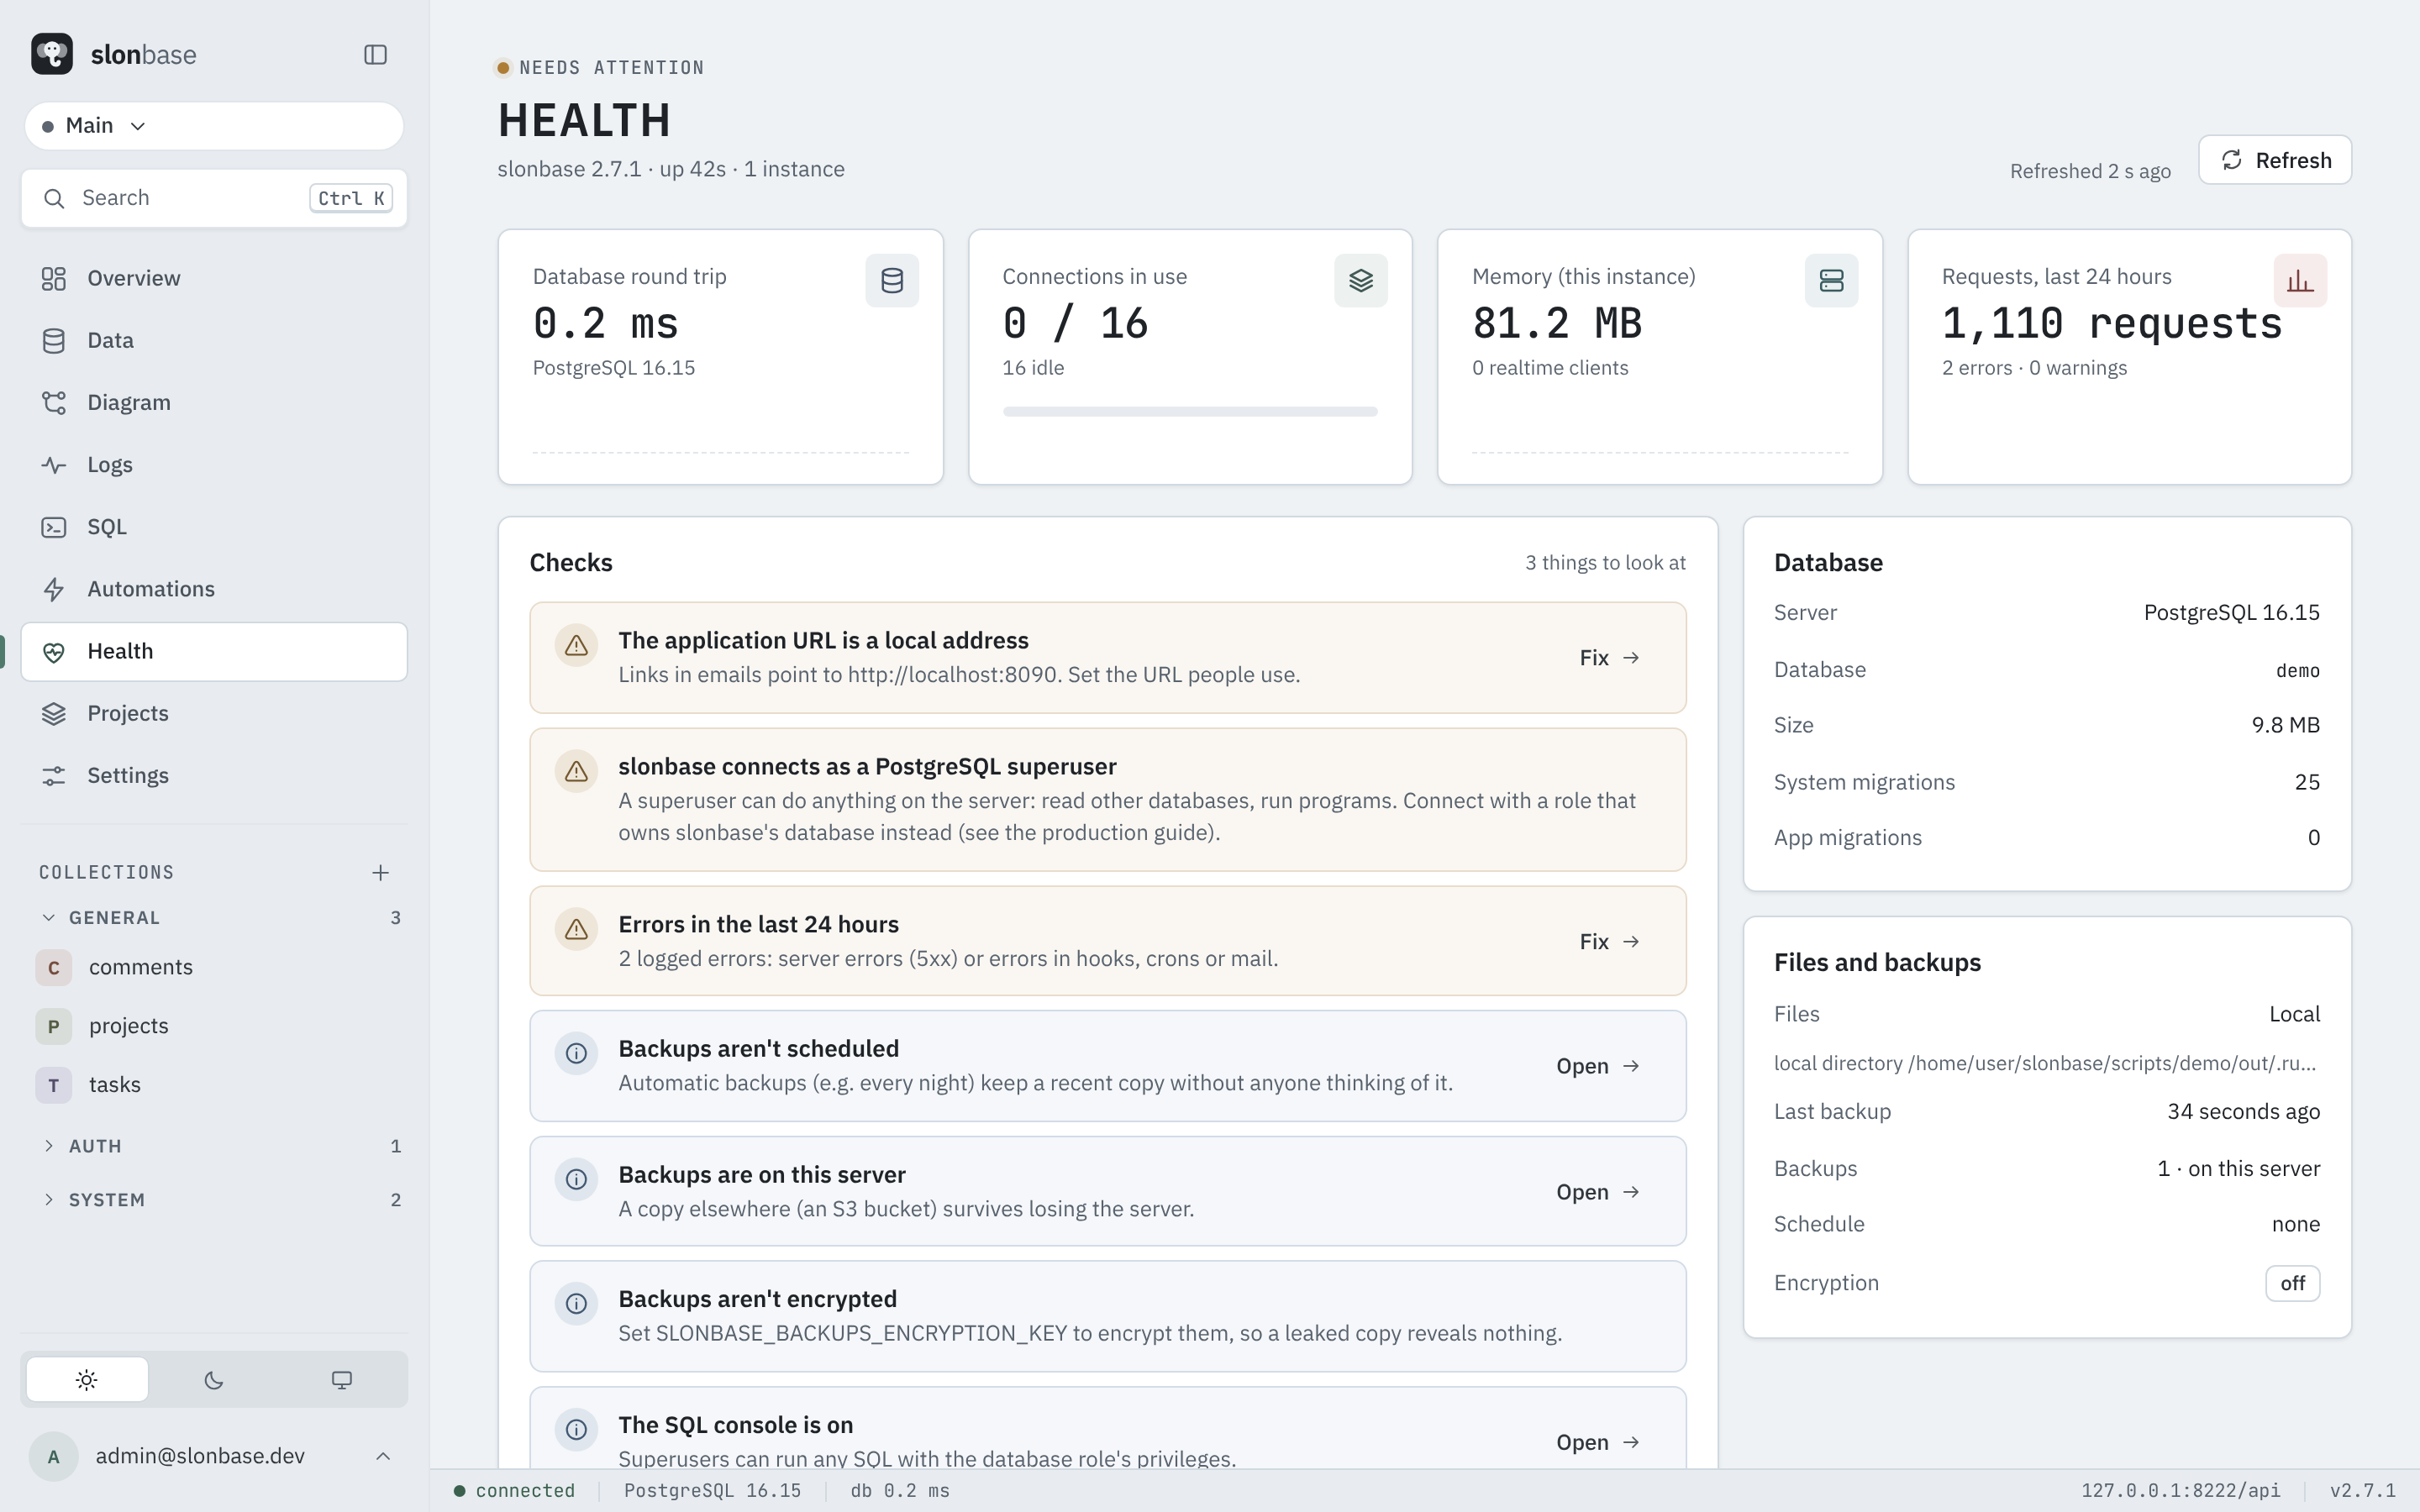 slonbase
Main
Search
Ctrl K
Overview
Data
Diagram
Logs
SQL
Automations
Health
Projects
Settings
COLLECTIONS
GENERAL 3
C comments
P projects
T tasks
AUTH 1
SYSTEM 2
A admin@slonbase.dev
NEEDS ATTENTION
HEALTH
slonbase 2.7.1 · up 42s · 1 instance
Refreshed 2 s ago
Refresh
Database round trip
0.2 ms
PostgreSQL 16.15
Connections in use
0 / 16
16 idle
Memory (this instance)
81.2 MB
0 realtime clients
Requests, last 24 hours
1,110 requests
2 errors · 0 warnings
Checks
3 things to look at
The application URL is a local address
Links in emails point to http://localhost:8090. Set the URL people use.
Fix →
slonbase connects as a PostgreSQL superuser
A superuser can do anything on the server: read other databases, run programs. Connect with a role that
owns slonbase's database instead (see the production guide).
Errors in the last 24 hours
2 logged errors: server errors (5xx) or errors in hooks, crons or mail.
Fix →
Backups aren't scheduled
Automatic backups (e.g. every night) keep a recent copy without anyone thinking of it.
Open →
Backups are on this server
A copy elsewhere (an S3 bucket) survives losing the server.
Open →
Backups aren't encrypted
Set SLONBASE_BACKUPS_ENCRYPTION_KEY to encrypt them, so a leaked copy reveals nothing.
The SQL console is on
Superusers can run any SQL with the database role's privileges.
Open →
Database
Server PostgreSQL 16.15
Database demo
Size 9.8 MB
System migrations 25
App migrations 0
Files and backups
Files Local
local directory /home/user/slonbase/scripts/demo/out/.ru...
Last backup 34 seconds ago
Backups 1 · on this server
Schedule none
Encryption off
connected PostgreSQL 16.15 db 0.2 ms
127.0.0.1:8222/api v2.7.1